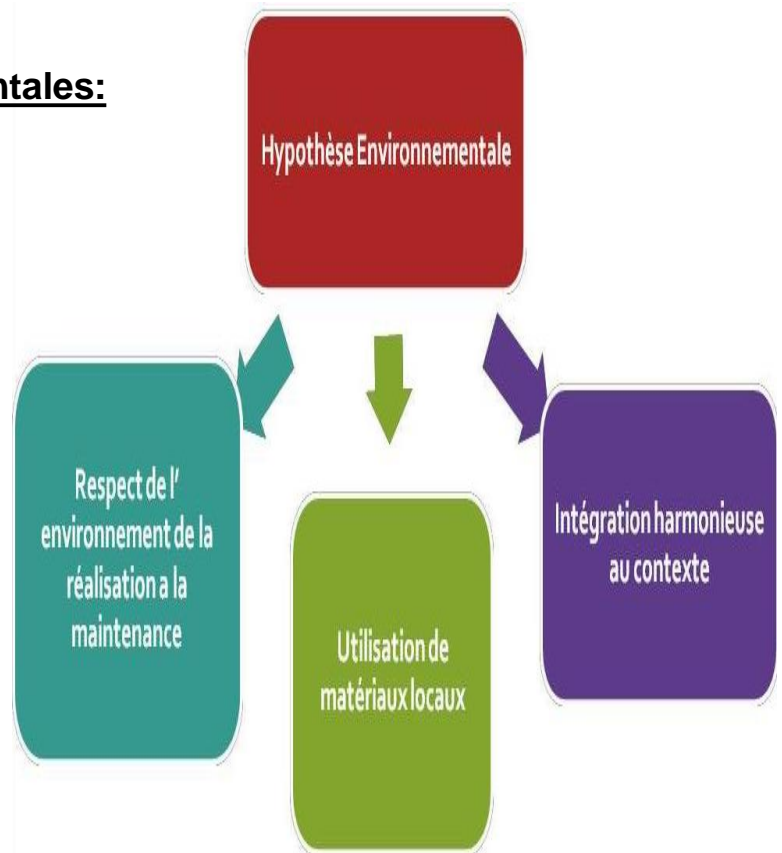 ntales:
Hypothèse Environnementale
Respect de l'
environnement de la
réalisation a la
maintenance
Utilisation de
matériaux locaux
Intégration harmonieuse
au contexte